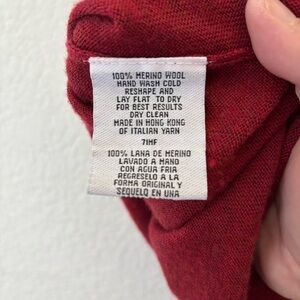 100% MERINO WOOL
HAND WASH COLD
RESHAPE AND
LAY FLAT TO DRY
FOR BEST RESULTS
DRY CLEAN
MADE IN HONG KONG
OF ITALIAN YARN
71MF
100% LANA DE MERINO
LAVADO A MANO
CON AGUA FRIA
REGRESELO A LA
FORMA ORIGINAL Y
SEQUELO EN UNA